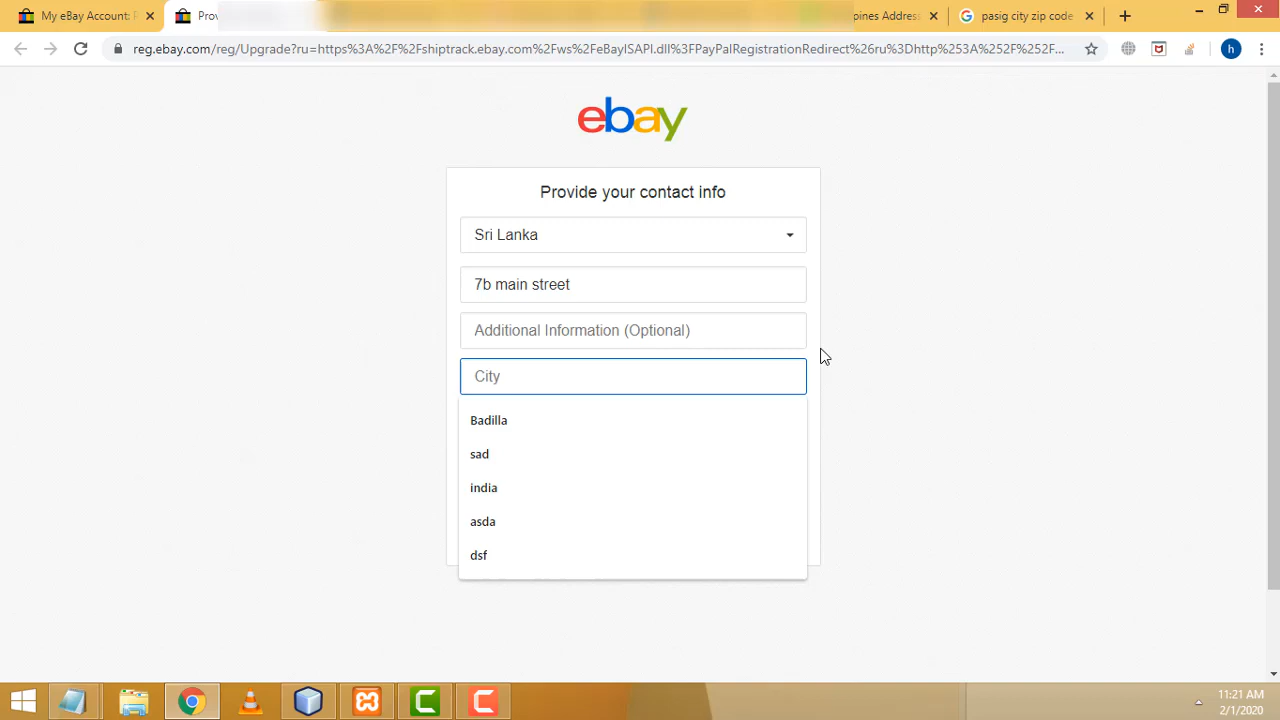 My eBay Account:
Prov
pines Address
pasig city zip code
reg.ebay.com/reg/Upgrade?ru=https%3A%2F%2Fshiptrack.ebay.com%2Fws%2FeBayISAPI.dll%3FPayPalRegistrationRedirect%26ru%3Dhttp%253A%252F%252F...
h
ebay
Provide your contact info
Sri Lanka
7b main street
Additional Information (Optional)
City
Badilla
sad
india
asda
dsf
11:21 AM
2/1/2020